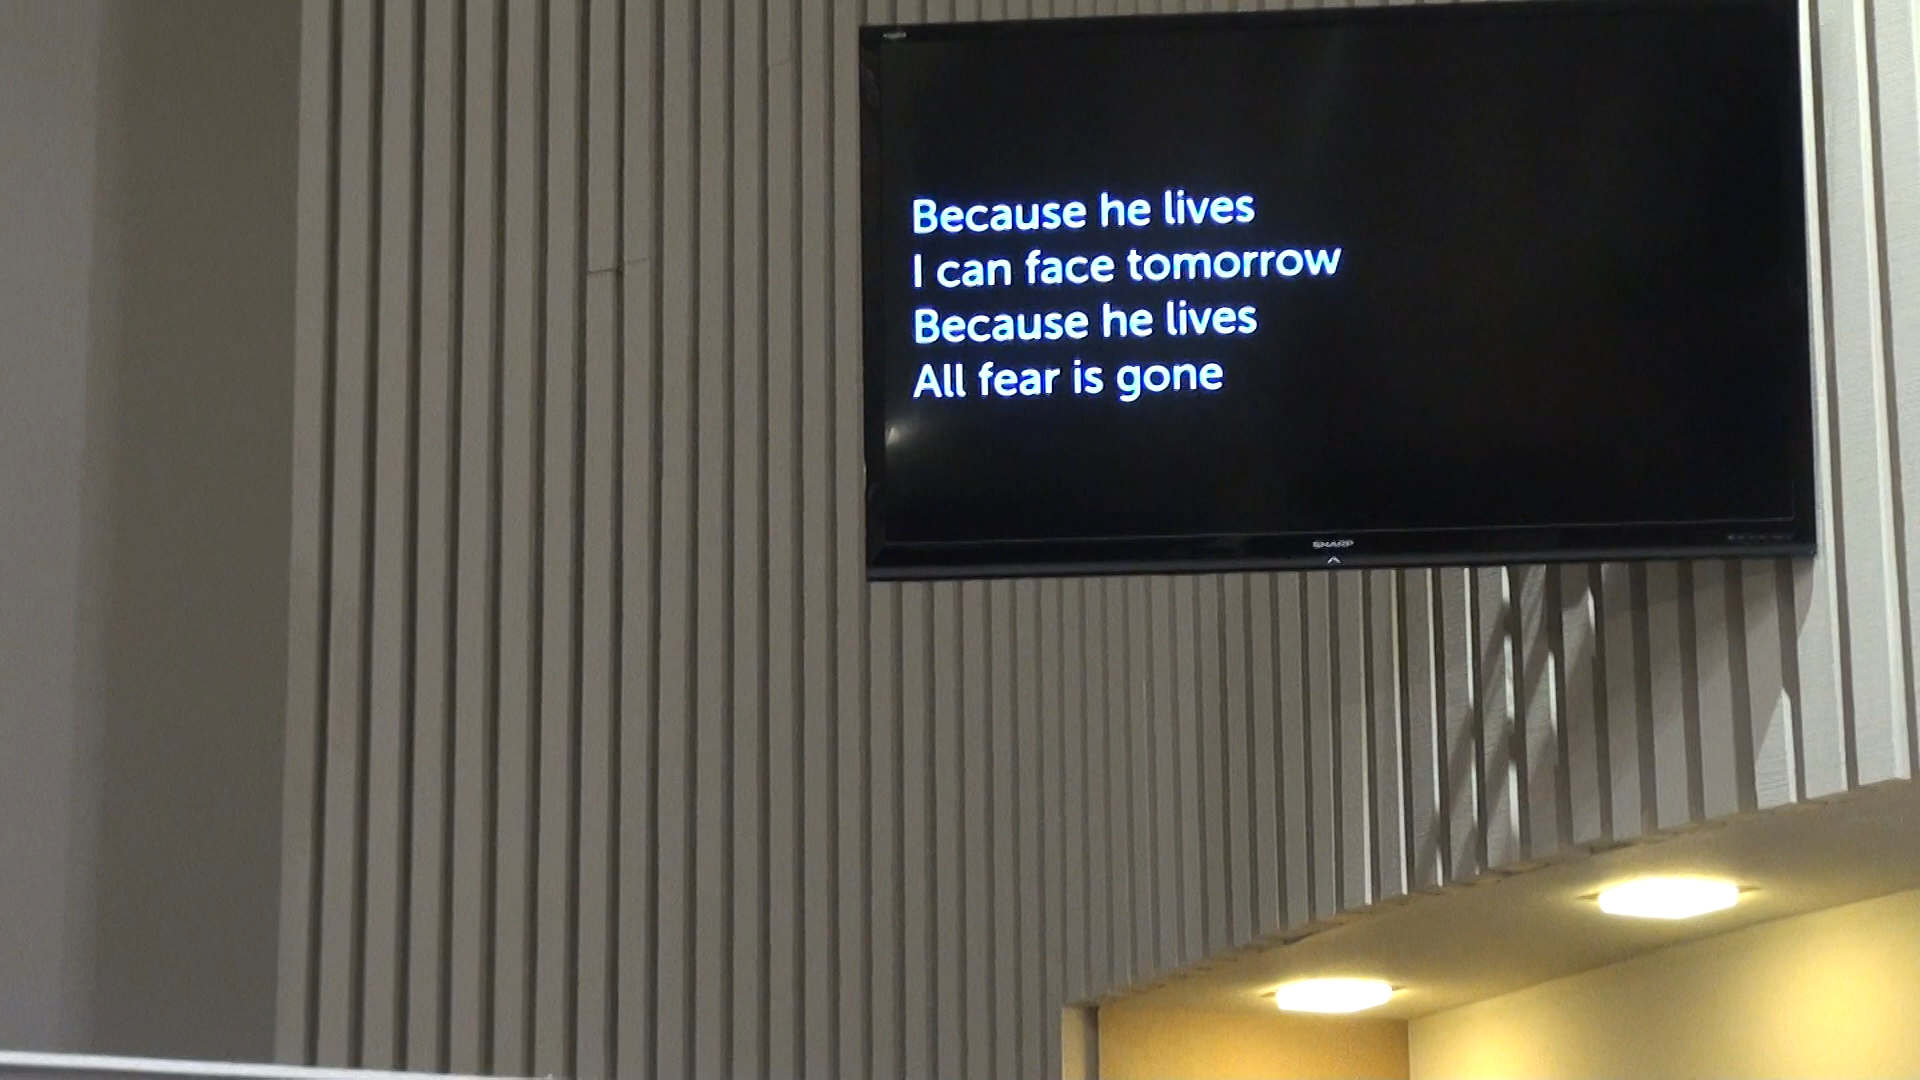 Because he lives
I can face tomorrow
Because he lives
All fear is gone
SHARP